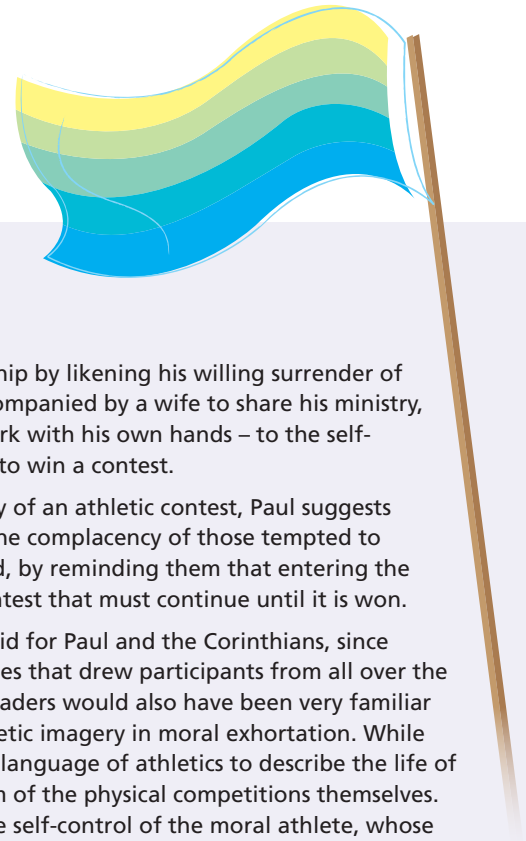 hip by likening his willing surrender of
ompanied by a wife to share his ministry,
rk with his own hands – to the self-
to win a contest.
y of an athletic contest, Paul suggests
ne complacency of those tempted to
d, by reminding them that entering the
ntest that must continue until it is won.
id for Paul and the Corinthians, since
es that drew participants from all over the
eaders would also have been very familiar
etic imagery in moral exhortation. While
language of athletics to describe the life of
n of the physical competitions themselves.
e self-control of the moral athlete, whose